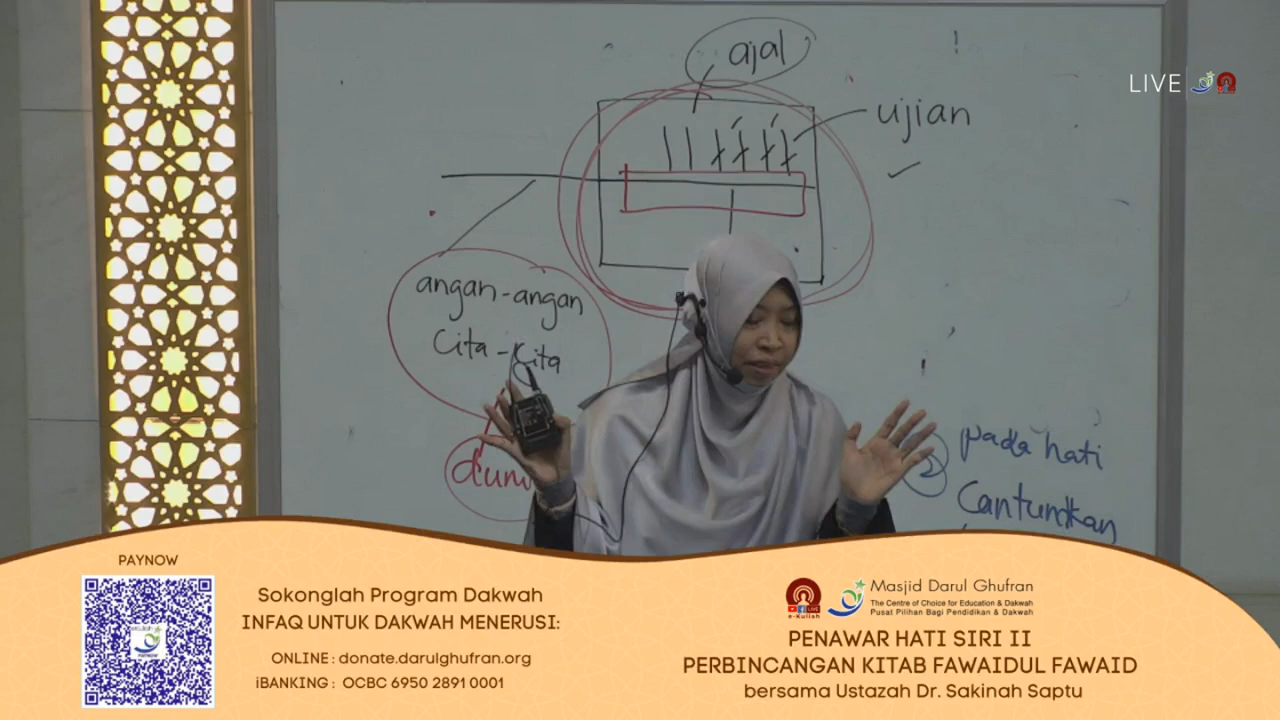 ajal
LIVE
ujian
angan-angan
cita-cita
pada hati
Cantumkan
PAYNOW
Sokonglah Program Dakwah
INFAQ UNTUK DAKWAH MENERUSI:
ONLINE : donate.darulghufran.org
iBANKING : OCBC 6950 2891 0001
e-Kuliah
Masjid Darul Ghufran
The Centre of Choice for Education & Dakwah
Pusat Pilihan Bagi Pendidikan & Dakwah
PENAWAR HATI SIRI II
PERBINCANGAN KITAB FAWAIDUL FAWAID
bersama Ustazah Dr. Sakinah Saptu